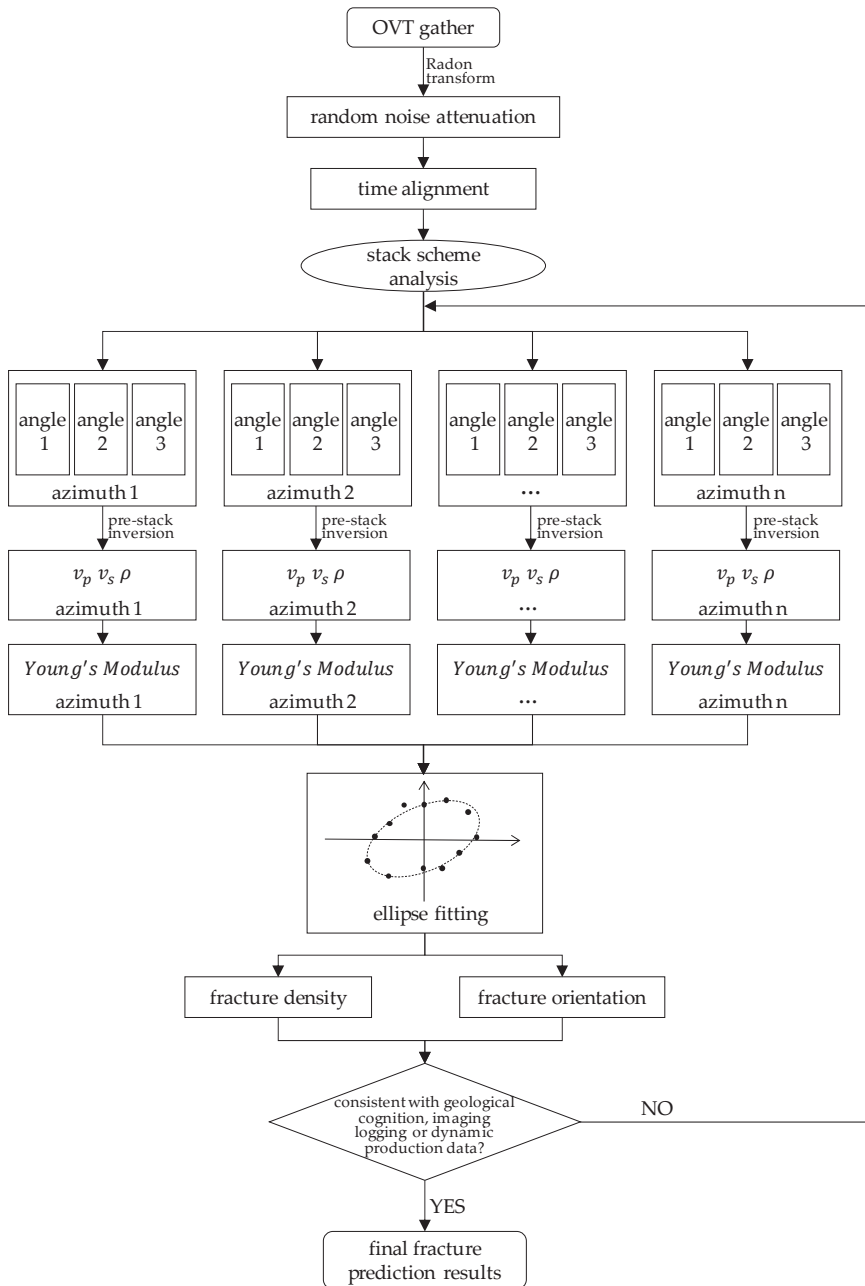 OVT gather
Radon
transform
random noise attenuation
time alignment
stack scheme
analysis
angle
1
angle
2
angle
3
azimuth 1
angle
1
angle
2
angle
3
azimuth 2
angle
1
angle
2
angle
3
...
angle
1
angle
2
angle
3
azimuth n
pre-stack
inversion
pre-stack
inversion
pre-stack
inversion
pre-stack
inversion
v_p v_s ρ
azimuth 1
v_p v_s ρ
azimuth 2
v_p v_s ρ
...
v_p v_s ρ
azimuth n
Young's Modulus
azimuth 1
Young's Modulus
azimuth 2
Young's Modulus
...
Young's Modulus
azimuth n
ellipse fitting
fracture density
fracture orientation
consistent with geological
cognition, imaging
logging or dynamic
production data?
NO
YES
final fracture
prediction results